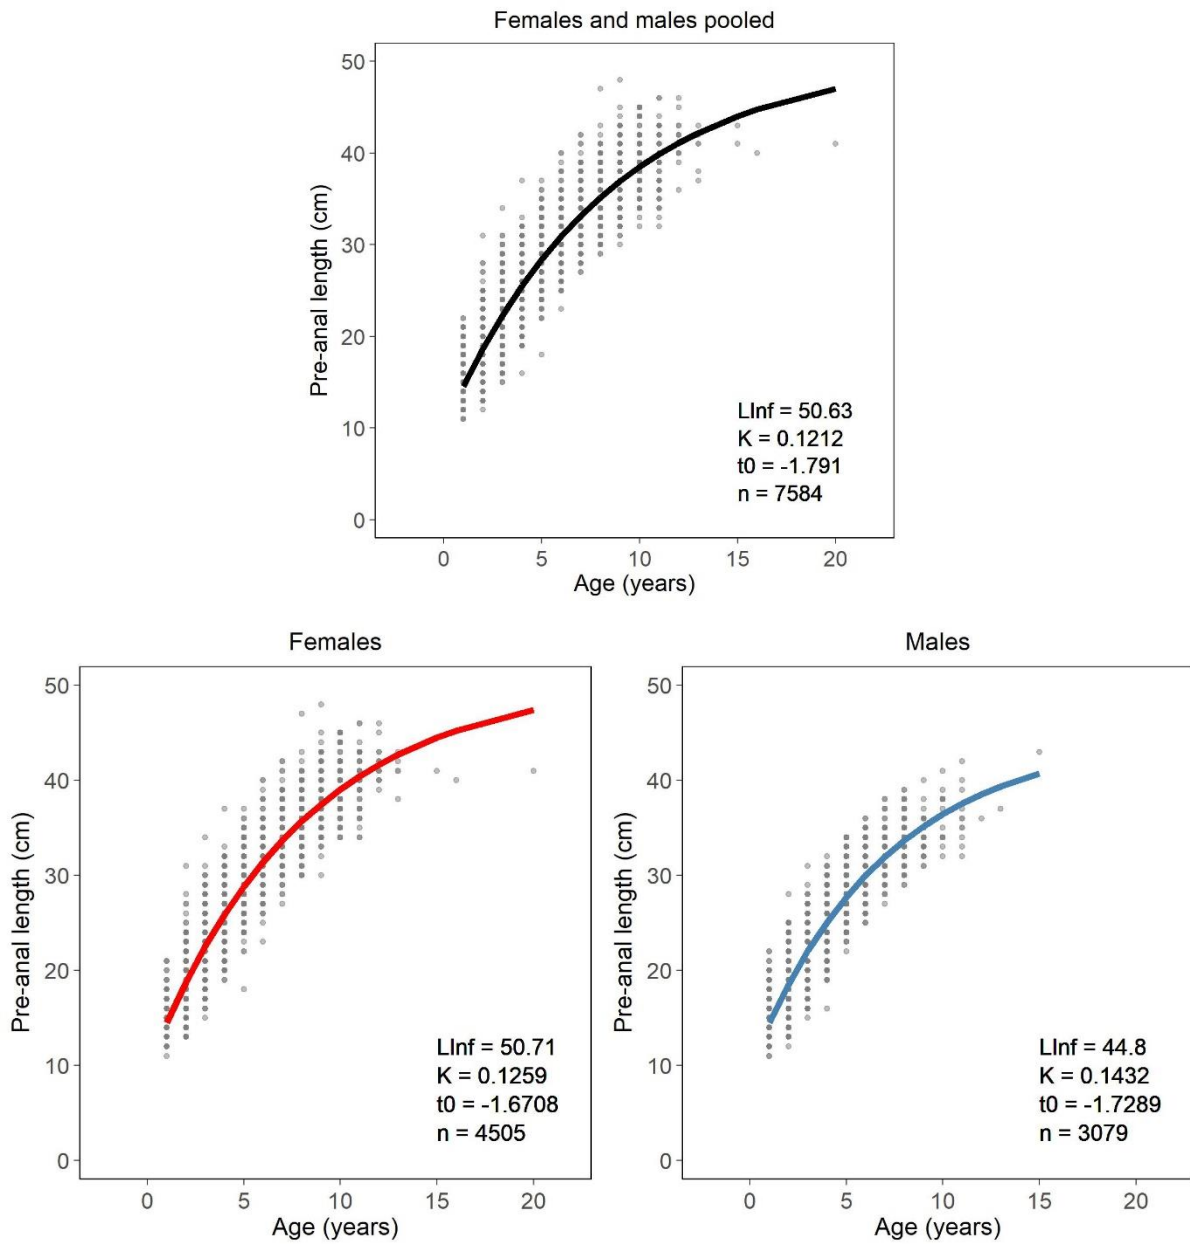 Females and males pooled
Pre-anal length (cm)
50
40
30
20
10
0
LInf = 50.63
K = 0.1212
t0 = -1.791
n = 7584
0 5 10 15 20
Age (years)
Females
Pre-anal length (cm)
50
40
30
20
10
0
LInf = 50.71
K = 0.1259
t0 = -1.6708
n = 4505
0 5 10 15 20
Age (years)
Males
Pre-anal length (cm)
50
40
30
20
10
0
LInf = 44.8
K = 0.1432
t0 = -1.7289
n = 3079
0 5 10 15 20
Age (years)